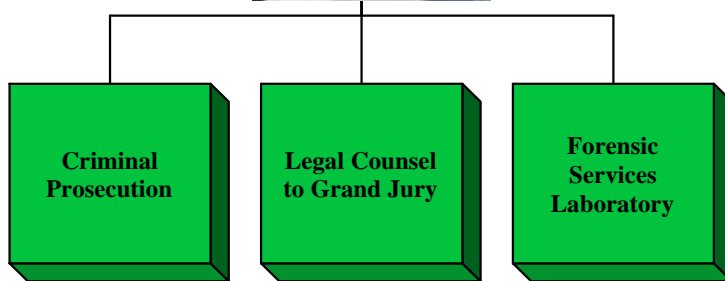 Criminal
Prosecution
Legal Counsel
to Grand Jury
Forensic
Services
Laboratory